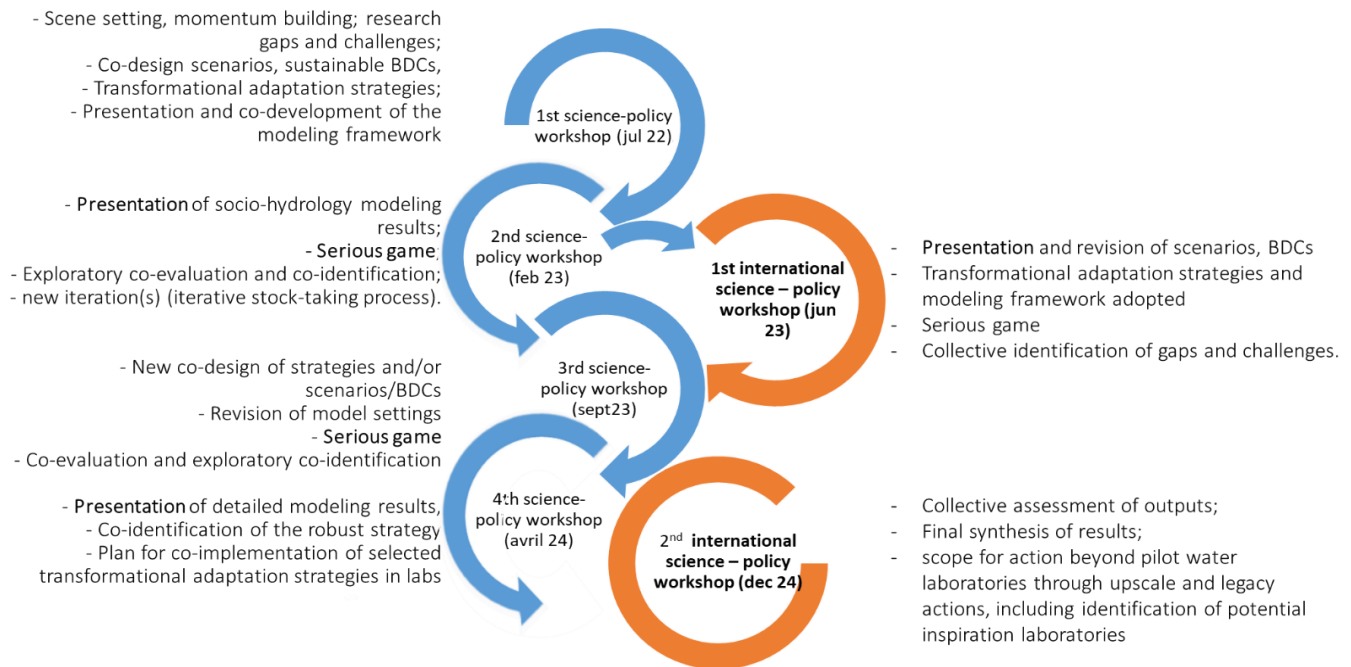 - Scene setting, momentum building; research
gaps and challenges;
- Co-design scenarios, sustainable BDCs,
- Transformational adaptation strategies;
- Presentation and co-development of the
modeling framework
1st science-policy
workshop (jul 22)
- Presentation of socio-hydrology modeling
results;
- Serious game;
- Exploratory co-evaluation and co-identification;
- new iteration(s) (iterative stock-taking process).
2nd science-
policy workshop
(feb 23)
1st international
science – policy
workshop (jun
23)
- Presentation and revision of scenarios, BDCs
- Transformational adaptation strategies and
modeling framework adopted
- Serious game
- Collective identification of gaps and challenges.
- New co-design of strategies and/or
scenarios/BDCs
- Revision of model settings
- Serious game
- Co-evaluation and exploratory co-identification
3rd science-
policy workshop
(sept23)
- Presentation of detailed modeling results,
- Co-identification of the robust strategy
- Plan for co-implementation of selected
transformational adaptation strategies in labs
4th science-
policy workshop
(avril 24)
2nd international
science – policy
workshop (dec 24)
- Collective assessment of outputs;
- Final synthesis of results;
- scope for action beyond pilot water
laboratories through upscale and legacy
actions, including identification of potential
inspiration laboratories